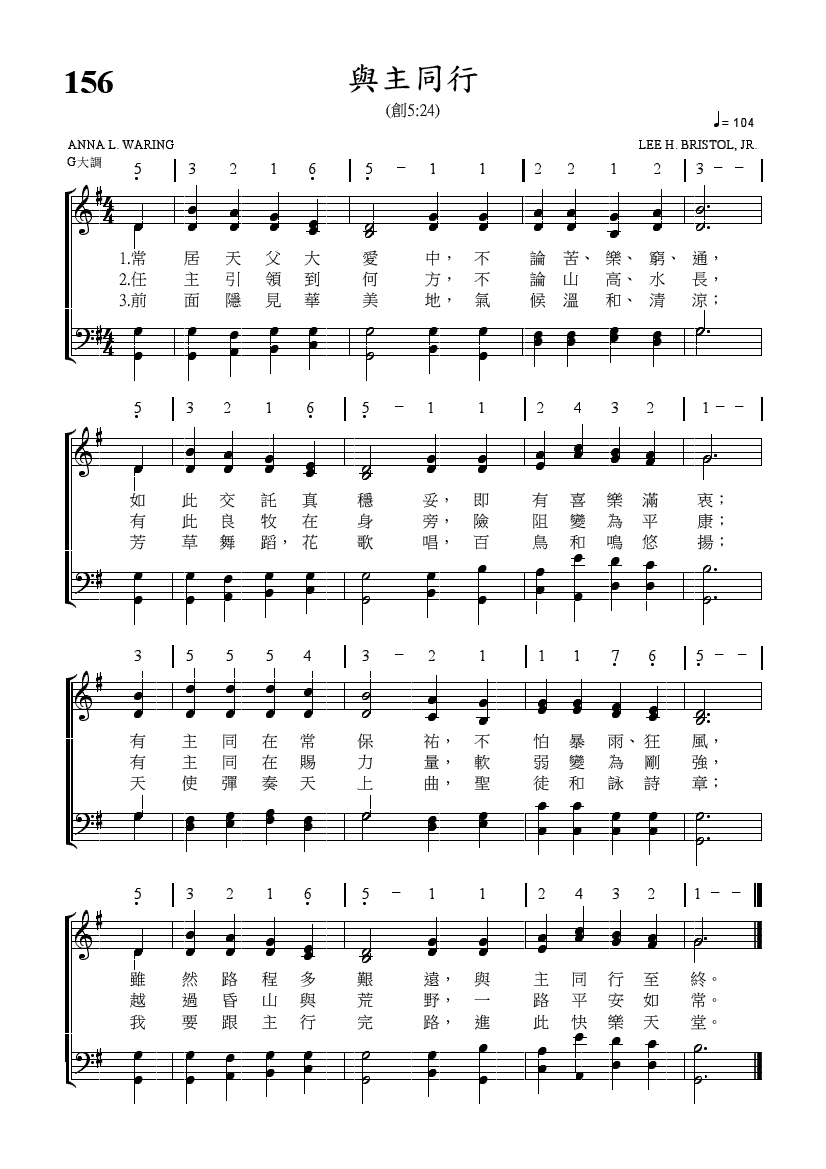 156
與主同行
(創5:24)
♩= 104
ANNA L. WARING
LEE H. BRISTOL, JR.
G大調
5̣ | 3 2 1 6̣ | 5̣ – 1 1 | 2 2 1 2 | 3 – – |
4/4
1.常居天父大愛中，不論苦、樂、窮、通，
2.任主引領到何方，不論山高、水長，
3.前面隱見華美地，氣候溫和、清涼；
4/4
5̣ | 3 2 1 6̣ | 5̣ – 1 1 | 2 4 3 2 | 1 – – |
如此交託真穩妥，即有喜樂滿衷；
有此良牧在身旁，險阻變為平康；
芳草舞蹈，花歌唱，百鳥和鳴悠揚；
3 | 5 5 5 4 | 3 – 2 1 | 1 1 7̣ 6̣ | 5̣ – – |
有主同在常保祐，不怕暴雨、狂風，
有主同在賜力量，軟弱變為剛強，
天使彈奏天上曲，聖徒和詠詩章；
5̣ | 3 2 1 6̣ | 5̣ – 1 1 | 2 4 3 2 | 1 – – |
雖然路程多艱遠，與主同行至終。
越過昏山與荒野，一路平安如常。
我要跟主行完路，進此快樂天堂。